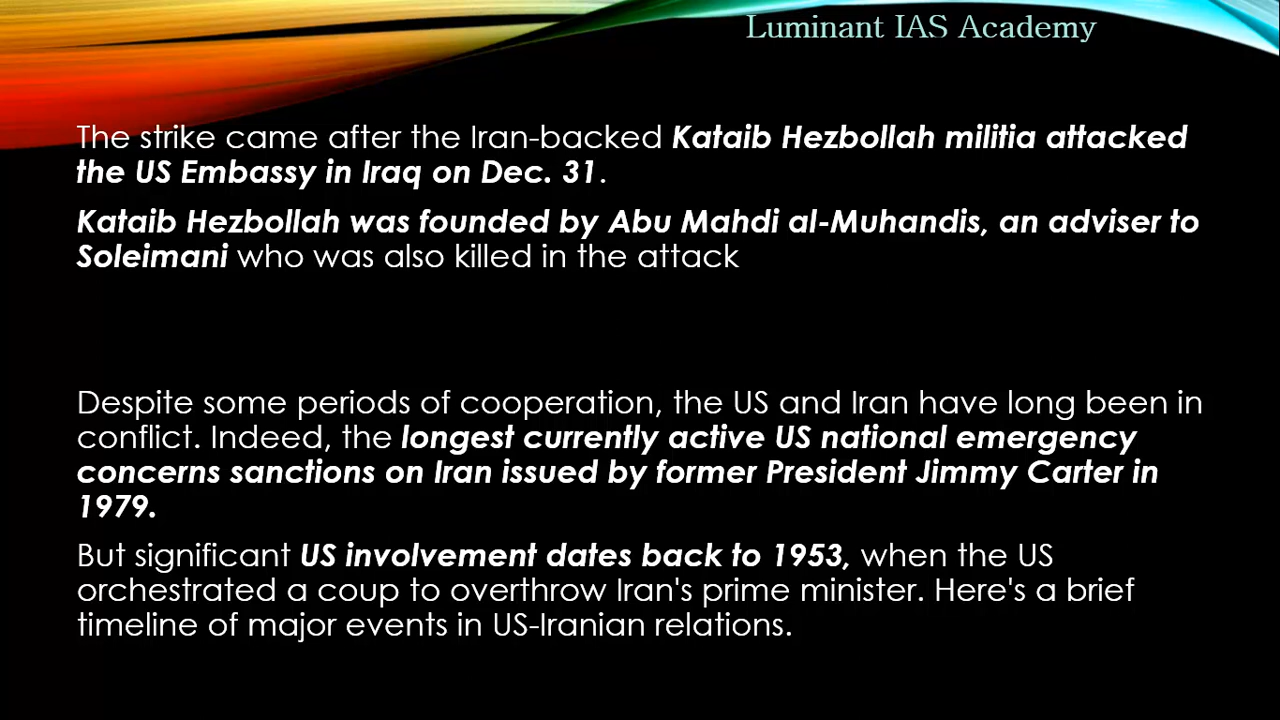 Luminant IAS Academy
The strike came after the Iran-backed Kataib Hezbollah militia attacked
the US Embassy in Iraq on Dec. 31.
Kataib Hezbollah was founded by Abu Mahdi al-Muhandis, an adviser to
Soleimani who was also killed in the attack
Despite some periods of cooperation, the US and Iran have long been in
conflict. Indeed, the longest currently active US national emergency
concerns sanctions on Iran issued by former President Jimmy Carter in
1979.
But significant US involvement dates back to 1953, when the US
orchestrated a coup to overthrow Iran's prime minister. Here's a brief
timeline of major events in US-Iranian relations.